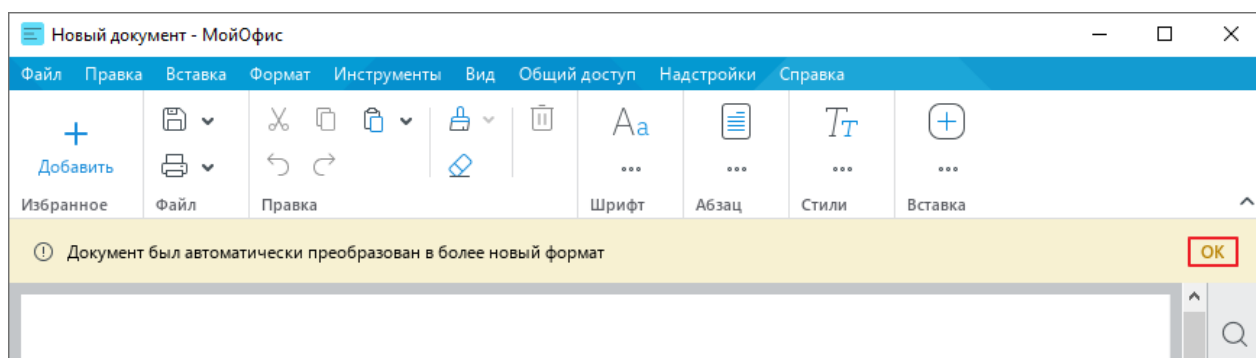 Новый документ - МойОфис
Файл Правка Вставка Формат Инструменты Вид Общий доступ Надстройки Справка
Добавить
Избранное Файл Правка Шрифт Абзац Стили Вставка
Документ был автоматически преобразован в более новый формат OK